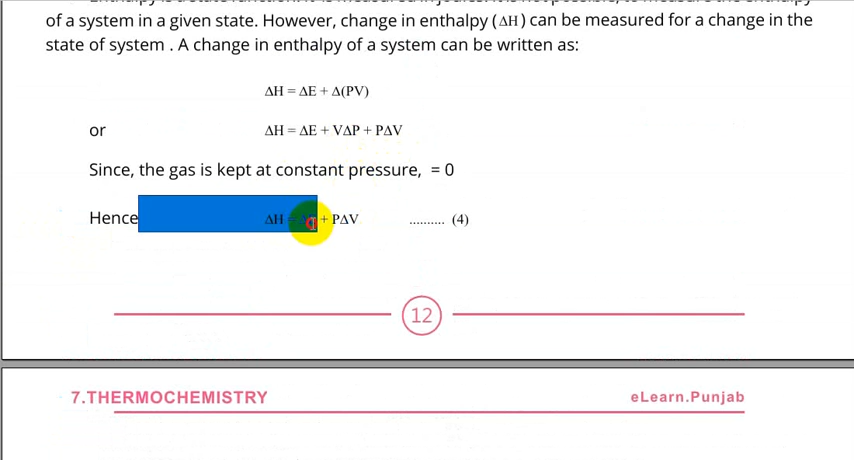 of a system in a given state. However, change in enthalpy (ΔH) can be measured for a change in the
state of system . A change in enthalpy of a system can be written as:
ΔH = ΔE + Δ(PV)
or ΔH = ΔE + VΔP + PΔV
Since, the gas is kept at constant pressure, = 0
Hence ΔH = + PΔV .......... (4)
12
7.THERMOCHEMISTRY eLearn.Punjab